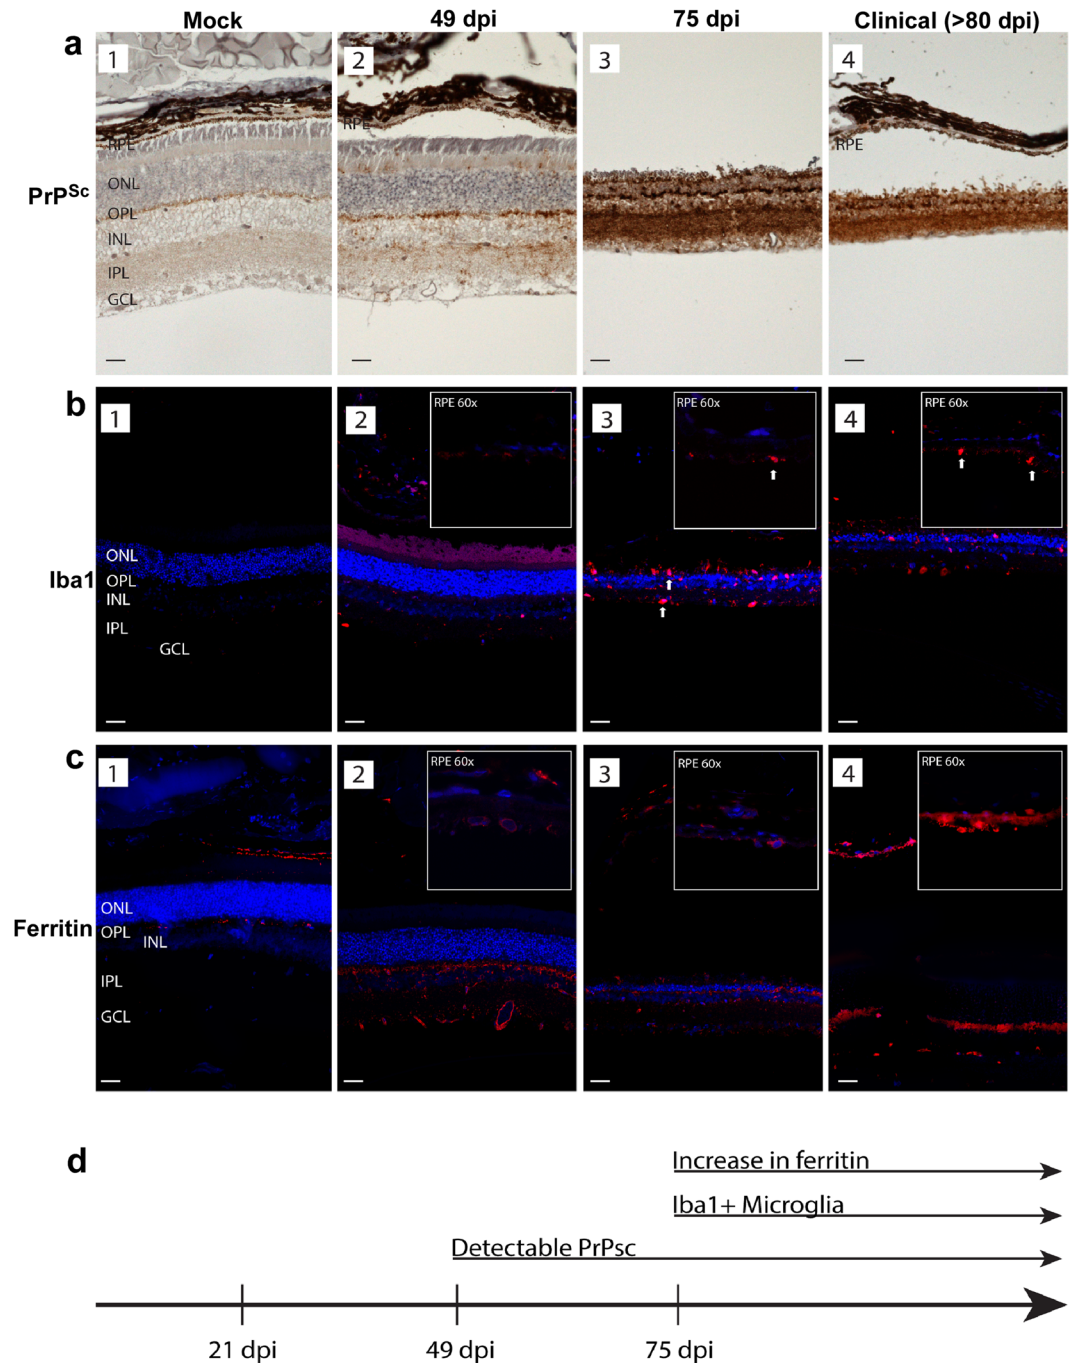 Mock 49 dpi 75 dpi Clinical (>80 dpi)
a
1 2 3 4
RPE RPE RPE
PrPSc
ONL
OPL
INL
IPL
GCL
b
1 2 RPE 60x 3 RPE 60x 4 RPE 60x
Iba1
ONL
OPL
INL
IPL
GCL
c
1 2 RPE 60x 3 RPE 60x 4 RPE 60x
Ferritin
ONL
OPL
INL
IPL
GCL
d
Increase in ferritin
Iba1+ Microglia
Detectable PrPsc
21 dpi 49 dpi 75 dpi